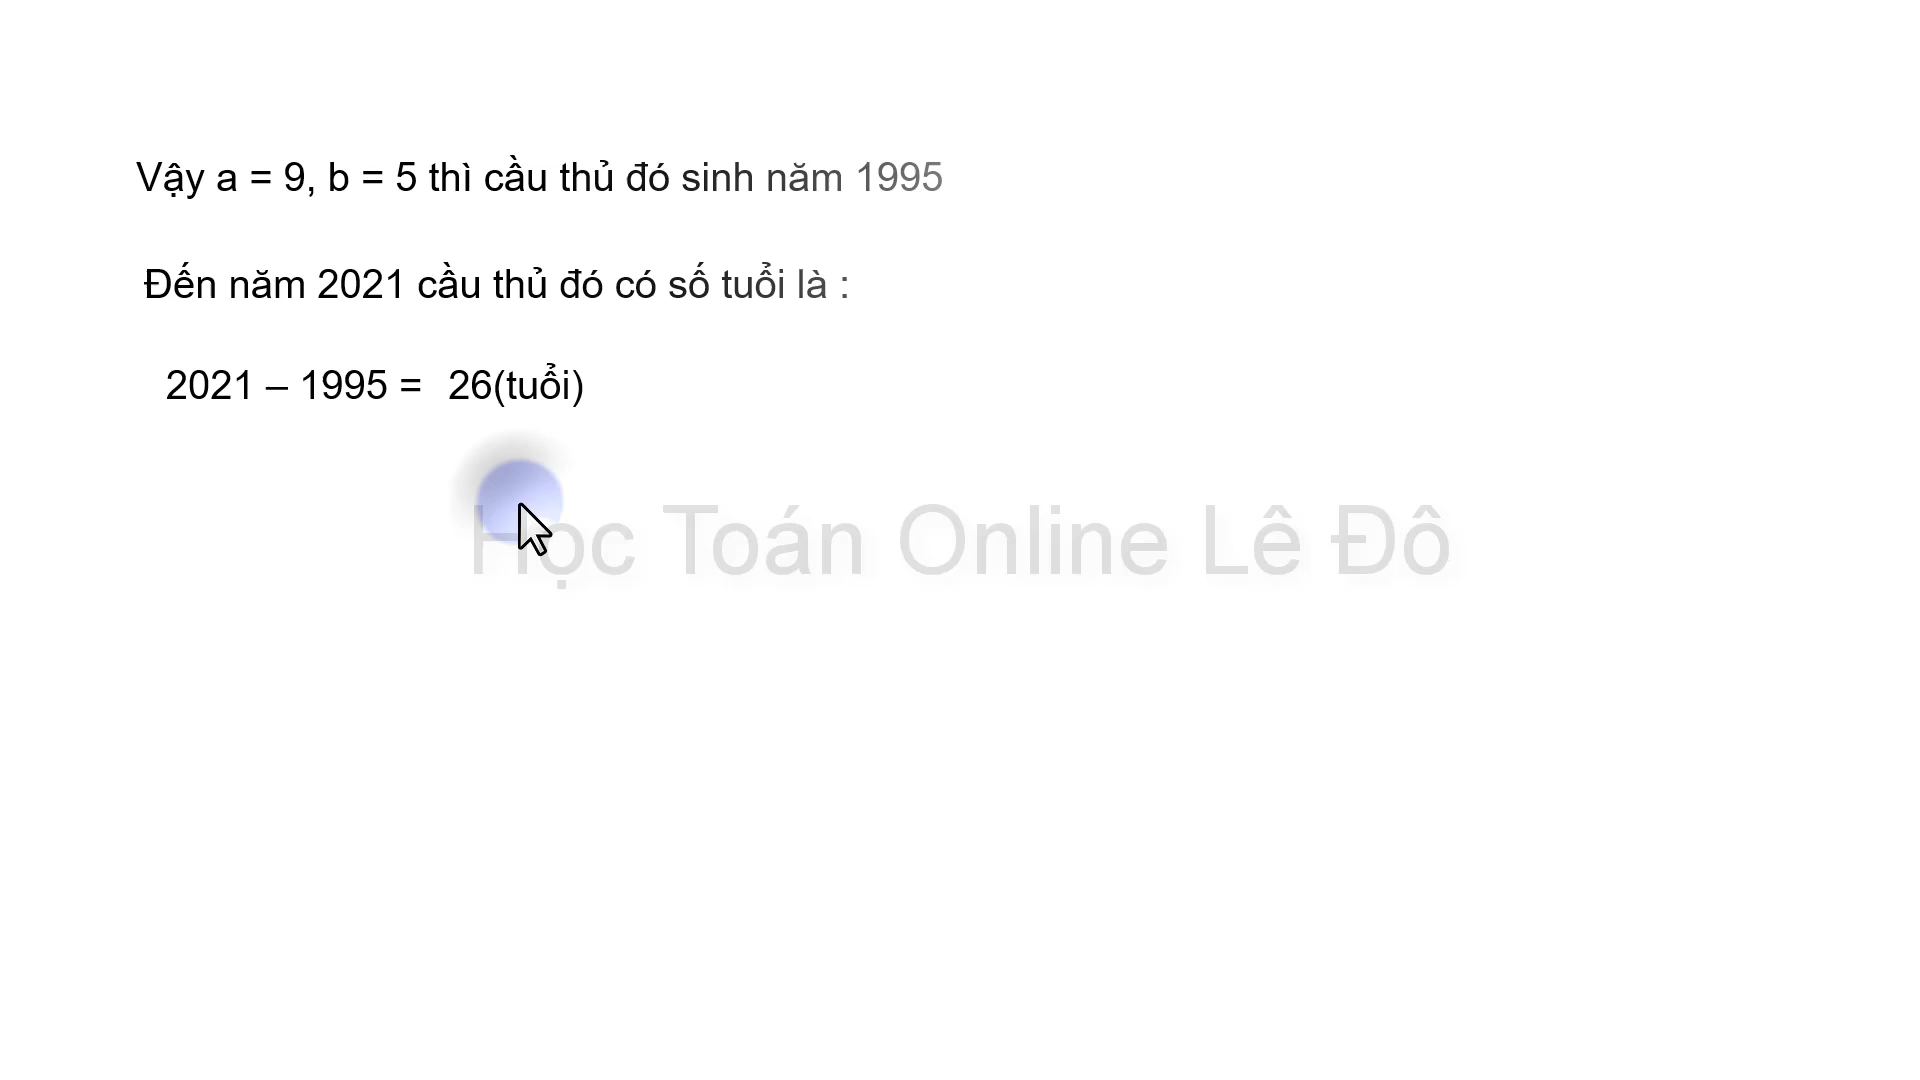 Vậy a = 9, b = 5 thì cầu thủ đó sinh năm 1995
Đến năm 2021 cầu thủ đó có số tuổi là :
2021 – 1995 = 26(tuổi)
Học Toán Online Lê Đô